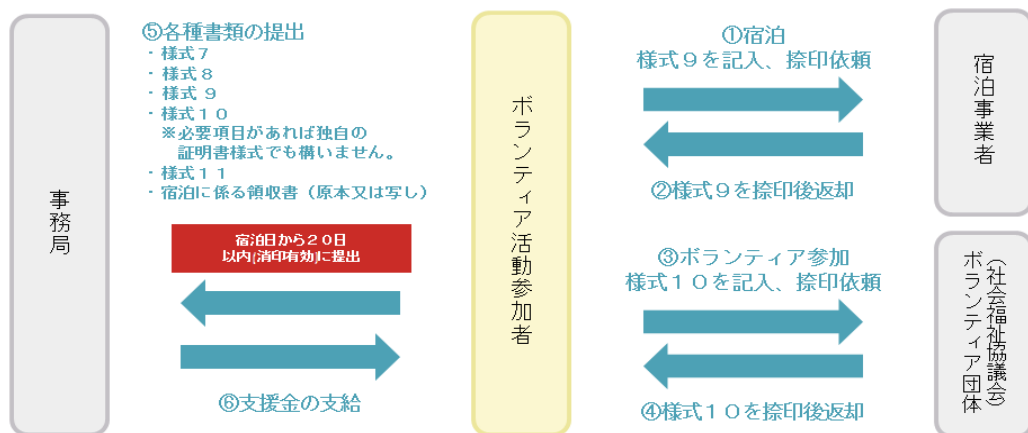 事務局
⑤各種書類の提出
・様式７
・様式８
・様式 ９
・様式１０
※必要項目があれば独自の
証明書様式でも構いません。
・様式１１
・宿泊に係る領収書（原本又は写し）
宿泊日から２０日
以内(消印有効)に提出
⑥支援金の支給
ボランティア活動参加者
①宿泊
様式９を記入、捺印依頼
②様式９を捺印後返却
宿泊事業者
③ボランティア参加
様式１０を記入、捺印依頼
④様式１０を捺印後返却
ボランティア団体
（社会福祉協議会）